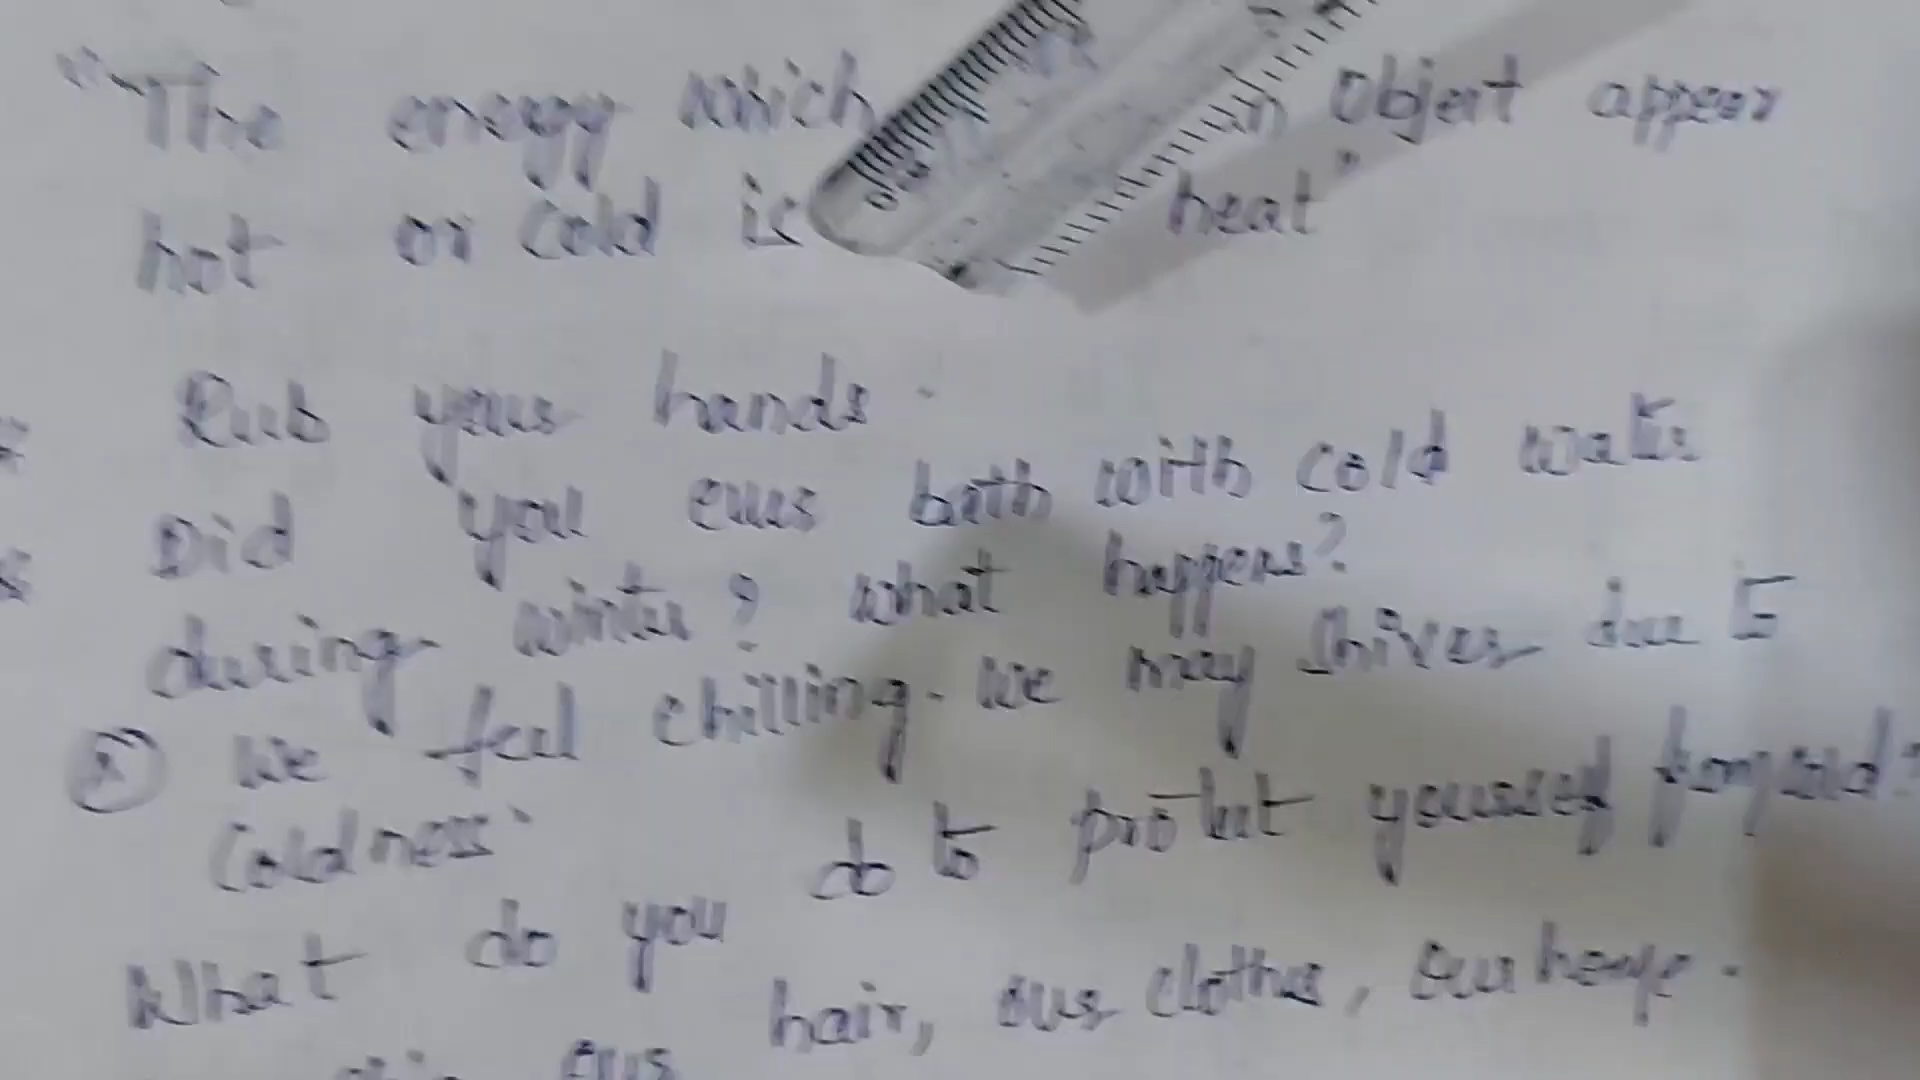 "The energy which an Object appear
hot or cold is heat"
Rub your hands.
Did you ever bath with cold water
during winter? what happens?
A) we feel chilling. we may shiver due to
Coldness.
What do you do to protect yourself
our hair, our clothes, our